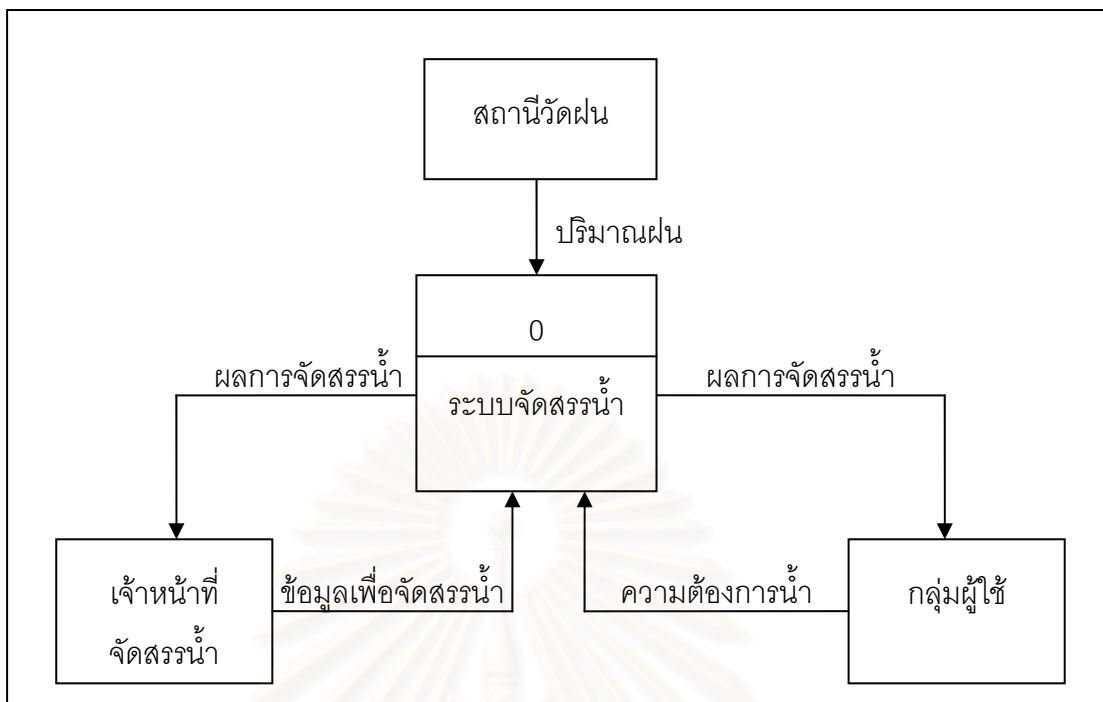 สถานีวัดฝน
ปริมาณฝน
0
ผลการจัดสรรน้ำ
ระบบจัดสรรน้ำ
ผลการจัดสรรน้ำ
เจ้าหน้าที่
จัดสรรน้ำ
ข้อมูลเพื่อจัดสรรน้ำ
ความต้องการน้ำ
กลุ่มผู้ใช้